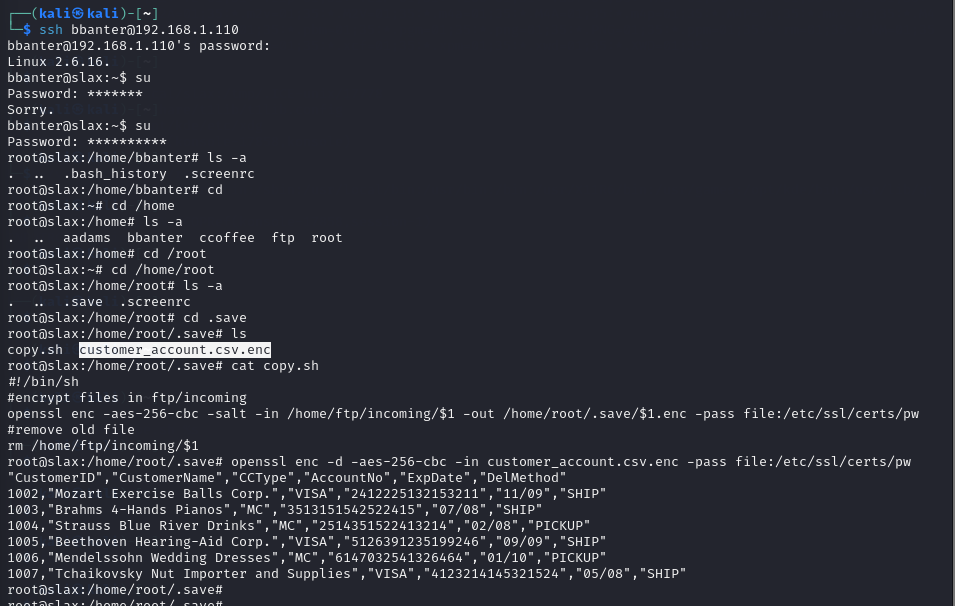 ┌──(kali㉿kali)-[~]
└─$ ssh bbanter@192.168.1.110
bbanter@192.168.1.110's password:
Linux 2.6.16.
bbanter@slax:~$ su
Password: *******
Sorry.
bbanter@slax:~$ su
Password: **********
root@slax:/home/bbanter# ls -a
.  ..  .bash_history  .screenrc
root@slax:/home/bbanter# cd
root@slax:~# cd /home
root@slax:/home# ls -a
.  ..  aadams  bbanter  ccoffee  ftp  root
root@slax:/home# cd /root
root@slax:~# cd /home/root
root@slax:/home/root# ls -a
.  ..  .save  .screenrc
root@slax:/home/root# cd .save
root@slax:/home/root/.save# ls
copy.sh  customer_account.csv.enc
root@slax:/home/root/.save# cat copy.sh
#!/bin/sh
#encrypt files in ftp/incoming
openssl enc -aes-256-cbc -salt -in /home/ftp/incoming/$1 -out /home/root/.save/$1.enc -pass file:/etc/ssl/certs/pw
#remove old file
rm /home/ftp/incoming/$1
root@slax:/home/root/.save# openssl enc -d -aes-256-cbc -in customer_account.csv.enc -pass file:/etc/ssl/certs/pw
"CustomerID","CustomerName","CCType","AccountNo","ExpDate","DelMethod"
1002,"Mozart Exercise Balls Corp.","VISA","2412225132153211","11/09","SHIP"
1003,"Brahms 4-Hands Pianos","MC","3513151542522415","07/08","SHIP"
1004,"Strauss Blue River Drinks","MC","2514351522413214","02/08","PICKUP"
1005,"Beethoven Hearing-Aid Corp.","VISA","5126391235199246","09/09","SHIP"
1006,"Mendelssohn Wedding Dresses","MC","6147032541326464","01/10","PICKUP"
1007,"Tchaikovsky Nut Importer and Supplies","VISA","4123214145321524","05/08","SHIP"
root@slax:/home/root/.save#
root@slax:/home/root/.save#